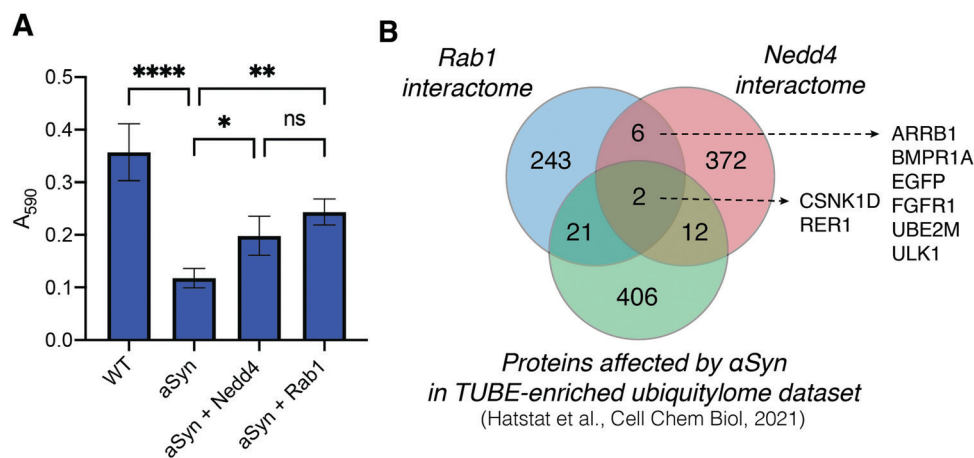 A
0.5
0.4
0.3
0.2
0.1
0.0
A590
****
**
*
ns
WT
aSyn
aSyn + Nedd4
aSyn + Rab1
B
Rab1
interactome
Nedd4
interactome
243
6
372
2
21
12
406
ARRB1
BMPR1A
EGFP
FGFR1
UBE2M
ULK1
CSNK1D
RER1
Proteins affected by αSyn
in TUBE-enriched ubiquitylome dataset
(Hatstat et al., Cell Chem Biol, 2021)